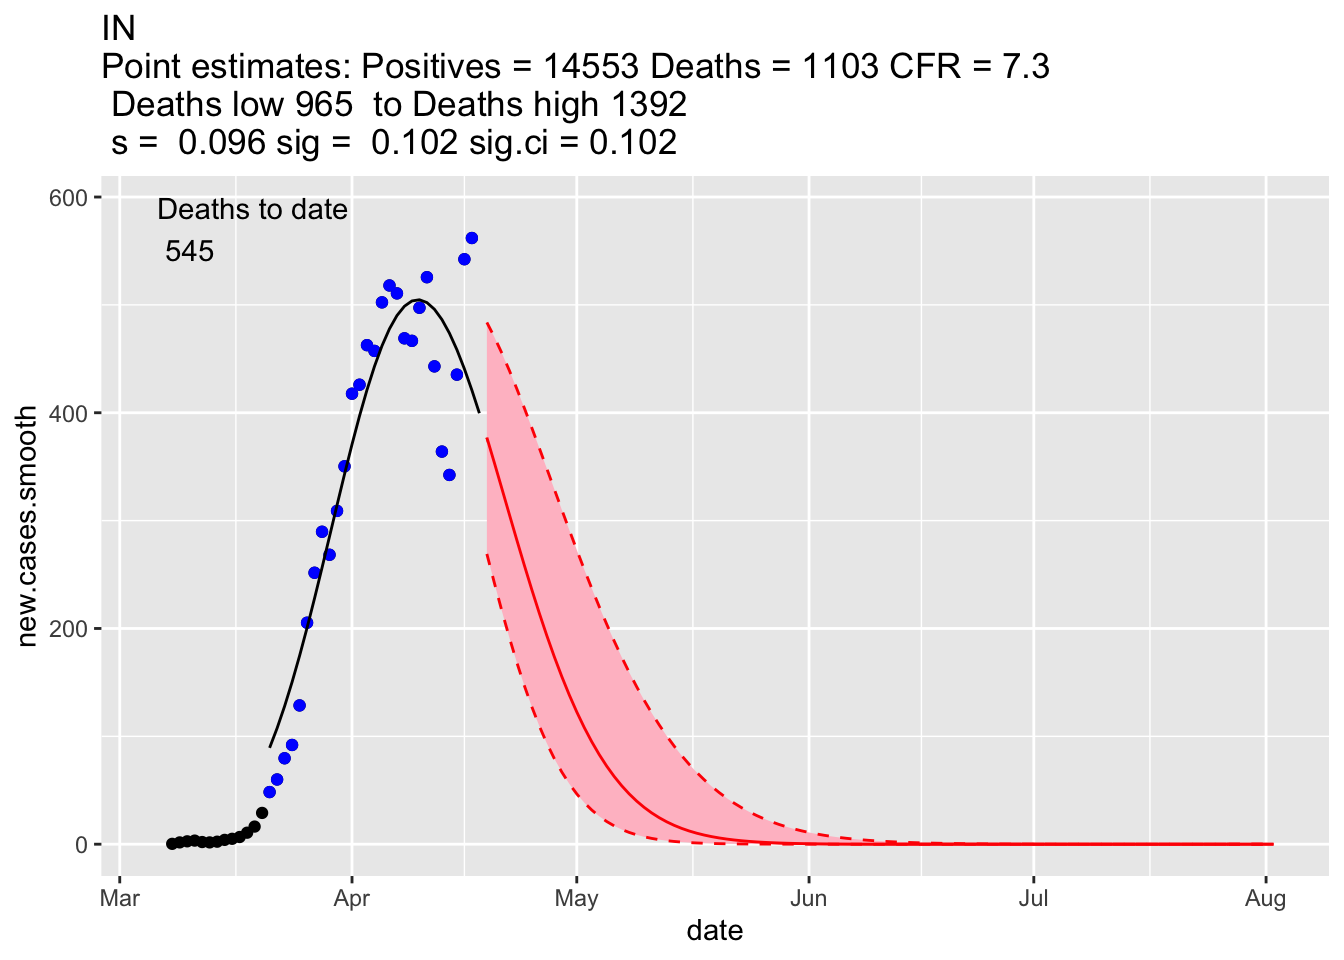 IN
Point estimates: Positives = 14553 Deaths = 1103 CFR = 7.3
Deaths low 965  to Deaths high 1392
s =  0.096 sig =  0.102 sig.ci = 0.102
600
Deaths to date
545
400
new.cases.smooth
200
0
Mar Apr May Jun Jul Aug
date